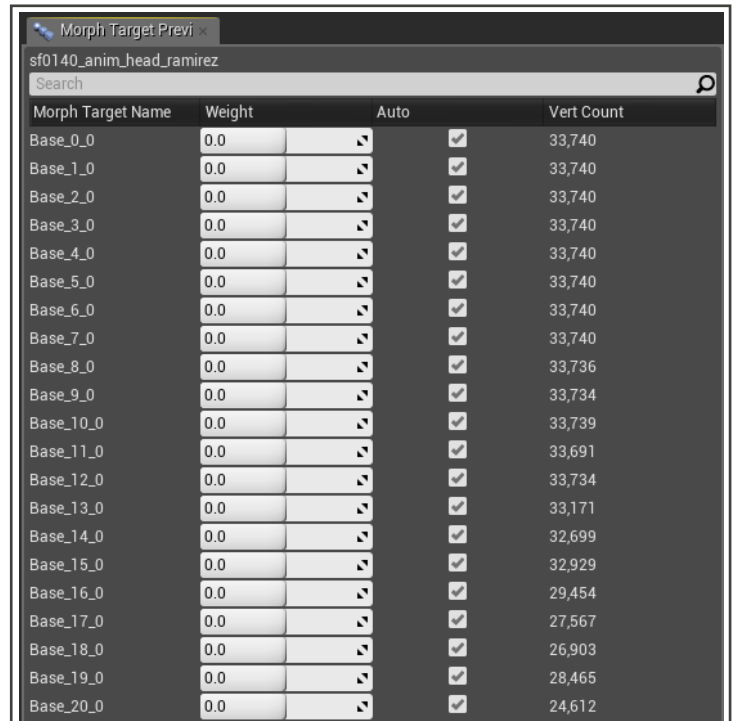 Morph Target Previ
sf0140_anim_head_ramirez
Search
Morph Target Name Weight Auto Vert Count
Base_0_0 0.0 33,740
Base_1_0 0.0 33,740
Base_2_0 0.0 33,740
Base_3_0 0.0 33,740
Base_4_0 0.0 33,740
Base_5_0 0.0 33,740
Base_6_0 0.0 33,740
Base_7_0 0.0 33,740
Base_8_0 0.0 33,736
Base_9_0 0.0 33,734
Base_10_0 0.0 33,739
Base_11_0 0.0 33,691
Base_12_0 0.0 33,734
Base_13_0 0.0 33,171
Base_14_0 0.0 32,699
Base_15_0 0.0 32,929
Base_16_0 0.0 29,454
Base_17_0 0.0 27,567
Base_18_0 0.0 26,903
Base_19_0 0.0 28,465
Base_20_0 0.0 24,612